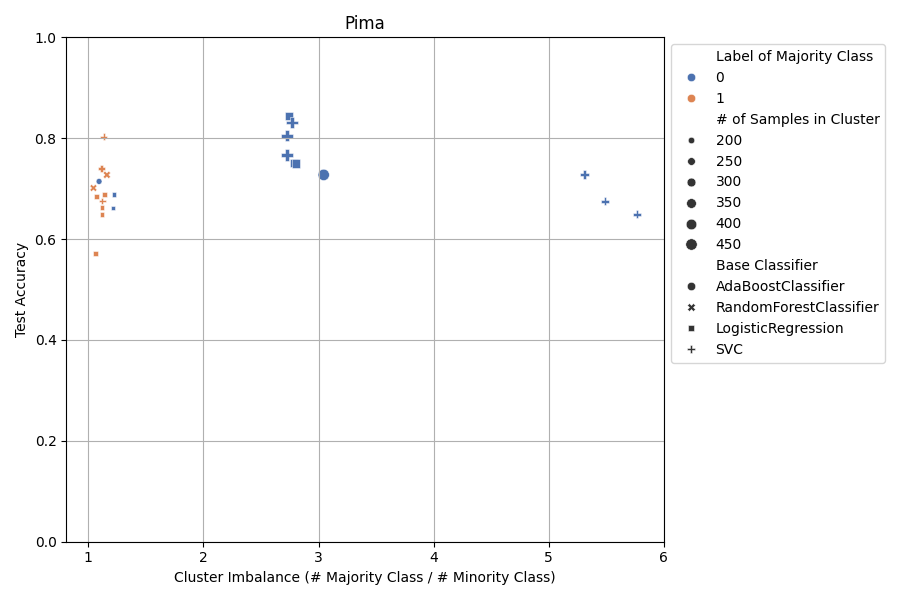 Pima
1.0
0.8
0.6
0.4
0.2
0.0
Test Accuracy
1
2
3
4
5
6
Cluster Imbalance (# Majority Class / # Minority Class)
Label of Majority Class
0
1
# of Samples in Cluster
200
250
300
350
400
450
Base Classifier
AdaBoostClassifier
RandomForestClassifier
LogisticRegression
SVC